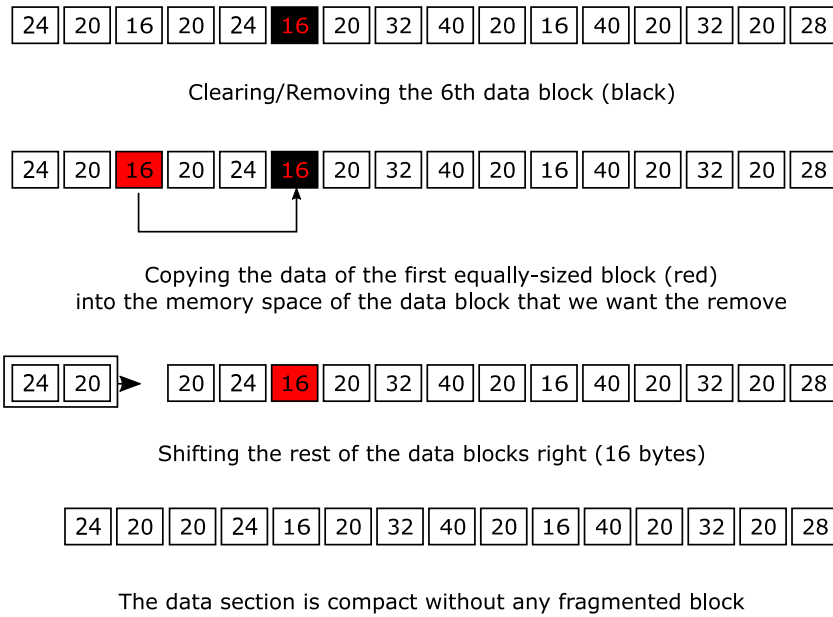 24 20 16 20 24 16 20 32 40 20 16 40 20 32 20 28
Clearing/Removing the 6th data block (black)
24 20 16 20 24 16 20 32 40 20 16 40 20 32 20 28
Copying the data of the first equally-sized block (red)
into the memory space of the data block that we want the remove
24 20 20 24 16 20 32 40 20 16 40 20 32 20 28
Shifting the rest of the data blocks right (16 bytes)
24 20 20 24 16 20 32 40 20 16 40 20 32 20 28
The data section is compact without any fragmented block